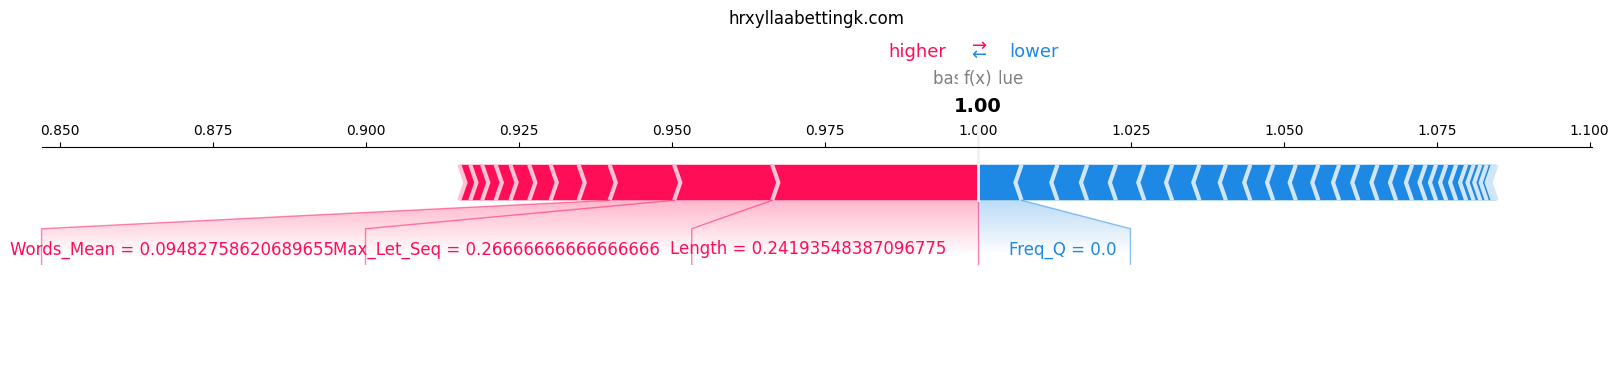 hrxyllaabettingk.com
higher ⇄ lower
f(x) lue
1.00
0.850 0.875 0.900 0.925 0.950 0.975 1.000 1.025 1.050 1.075 1.100
Words_Mean = 0.09482758620689655 Max_Let_Seq = 0.26666666666666666 Length = 0.24193548387096775 Freq_Q = 0.0